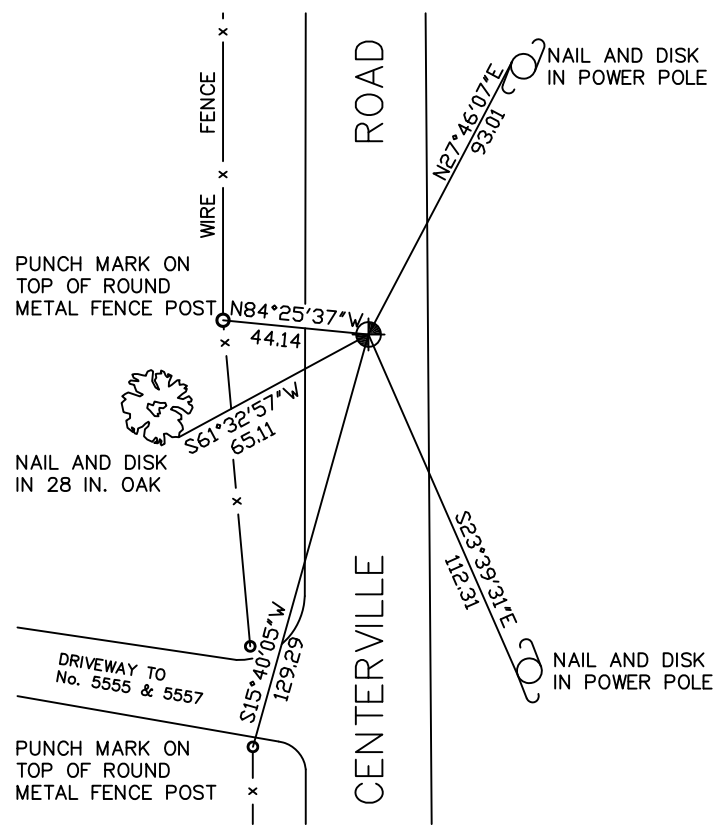 FENCE
WIRE
ROAD
N27°46'07"E
93.01
NAIL AND DISK
IN POWER POLE
PUNCH MARK ON
TOP OF ROUND
METAL FENCE POST
N84°25'37"W
44.14
S61°32'57"W
65.11
NAIL AND DISK
IN 28 IN. OAK
S23°39'31"E
112.31
CENTERVILLE
S15°40'05"W
129.29
DRIVEWAY TO
No. 5555 & 5557
NAIL AND DISK
IN POWER POLE
PUNCH MARK ON
TOP OF ROUND
METAL FENCE POST